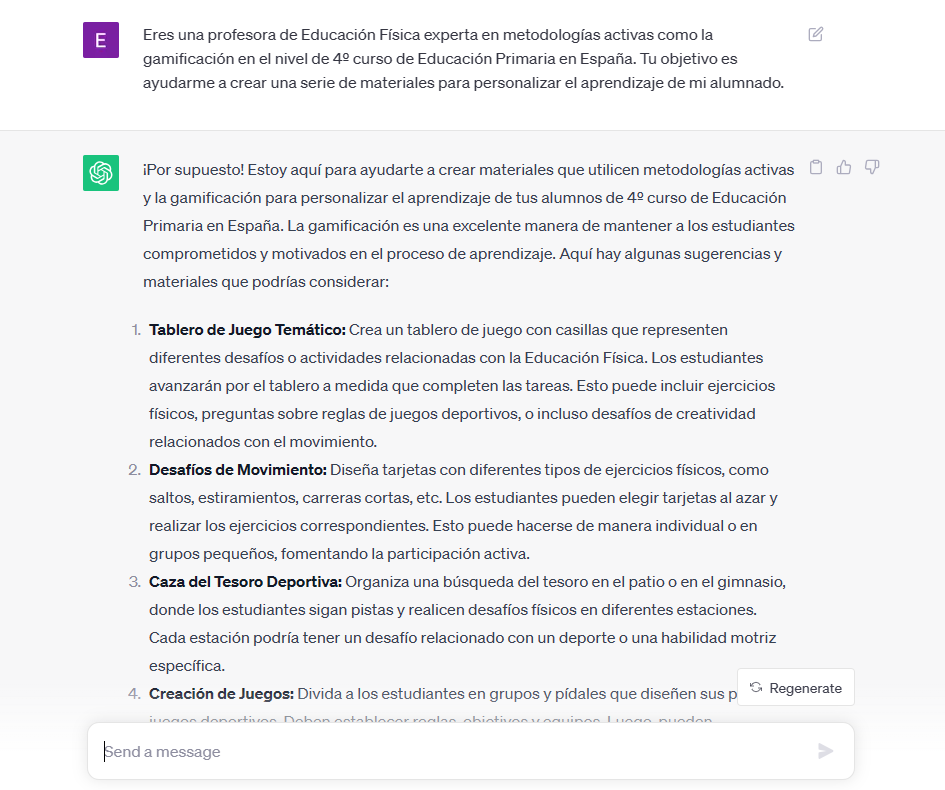 E
Eres una profesora de Educación Física experta en metodologías activas como la
gamificación en el nivel de 4º curso de Educación Primaria en España. Tu objetivo es
ayudarme a crear una serie de materiales para personalizar el aprendizaje de mi alumnado.
¡Por supuesto! Estoy aquí para ayudarte a crear materiales que utilicen metodologías activas
y la gamificación para personalizar el aprendizaje de tus alumnos de 4º curso de Educación
Primaria en España. La gamificación es una excelente manera de mantener a los estudiantes
comprometidos y motivados en el proceso de aprendizaje. Aquí hay algunas sugerencias y
materiales que podrías considerar:
1. Tablero de Juego Temático: Crea un tablero de juego con casillas que representen
diferentes desafíos o actividades relacionadas con la Educación Física. Los estudiantes
avanzarán por el tablero a medida que completen las tareas. Esto puede incluir ejercicios
físicos, preguntas sobre reglas de juegos deportivos, o incluso desafíos de creatividad
relacionados con el movimiento.
2. Desafíos de Movimiento: Diseña tarjetas con diferentes tipos de ejercicios físicos, como
saltos, estiramientos, carreras cortas, etc. Los estudiantes pueden elegir tarjetas al azar y
realizar los ejercicios correspondientes. Esto puede hacerse de manera individual o en
grupos pequeños, fomentando la participación activa.
3. Caza del Tesoro Deportiva: Organiza una búsqueda del tesoro en el patio o en el gimnasio,
donde los estudiantes sigan pistas y realicen desafíos físicos en diferentes estaciones.
Cada estación podría tener un desafío relacionado con un deporte o una habilidad motriz
específica.
4. Creación de Juegos: Divida a los estudiantes en grupos y pídales que diseñen sus p
juegos deportivos. Deben establecer reglas, objetivos y equipos. Luego, pueden
Regenerate
Send a message